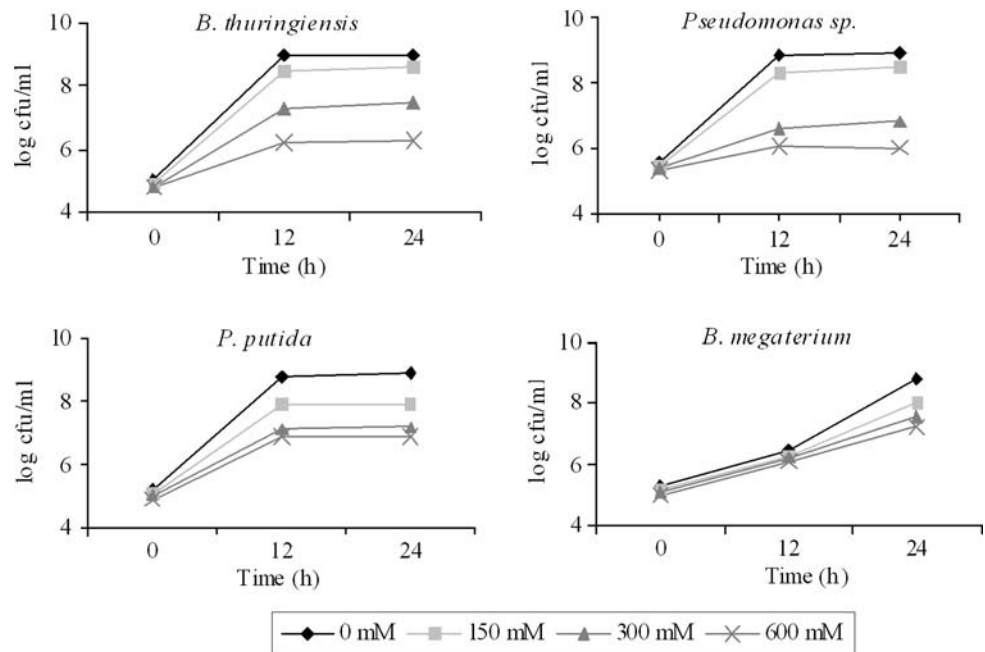 B. thuringiensis
10
8
6
4
log cfu/ml
0 12 24
Time (h)
Pseudomonas sp.
10
8
6
4
log cfu/ml
0 12 24
Time (h)
P. putida
10
8
6
4
log cfu/ml
0 12 24
Time (h)
B. megaterium
10
8
6
4
log cfu/ml
0 12 24
Time (h)
0 mM 150 mM 300 mM 600 mM